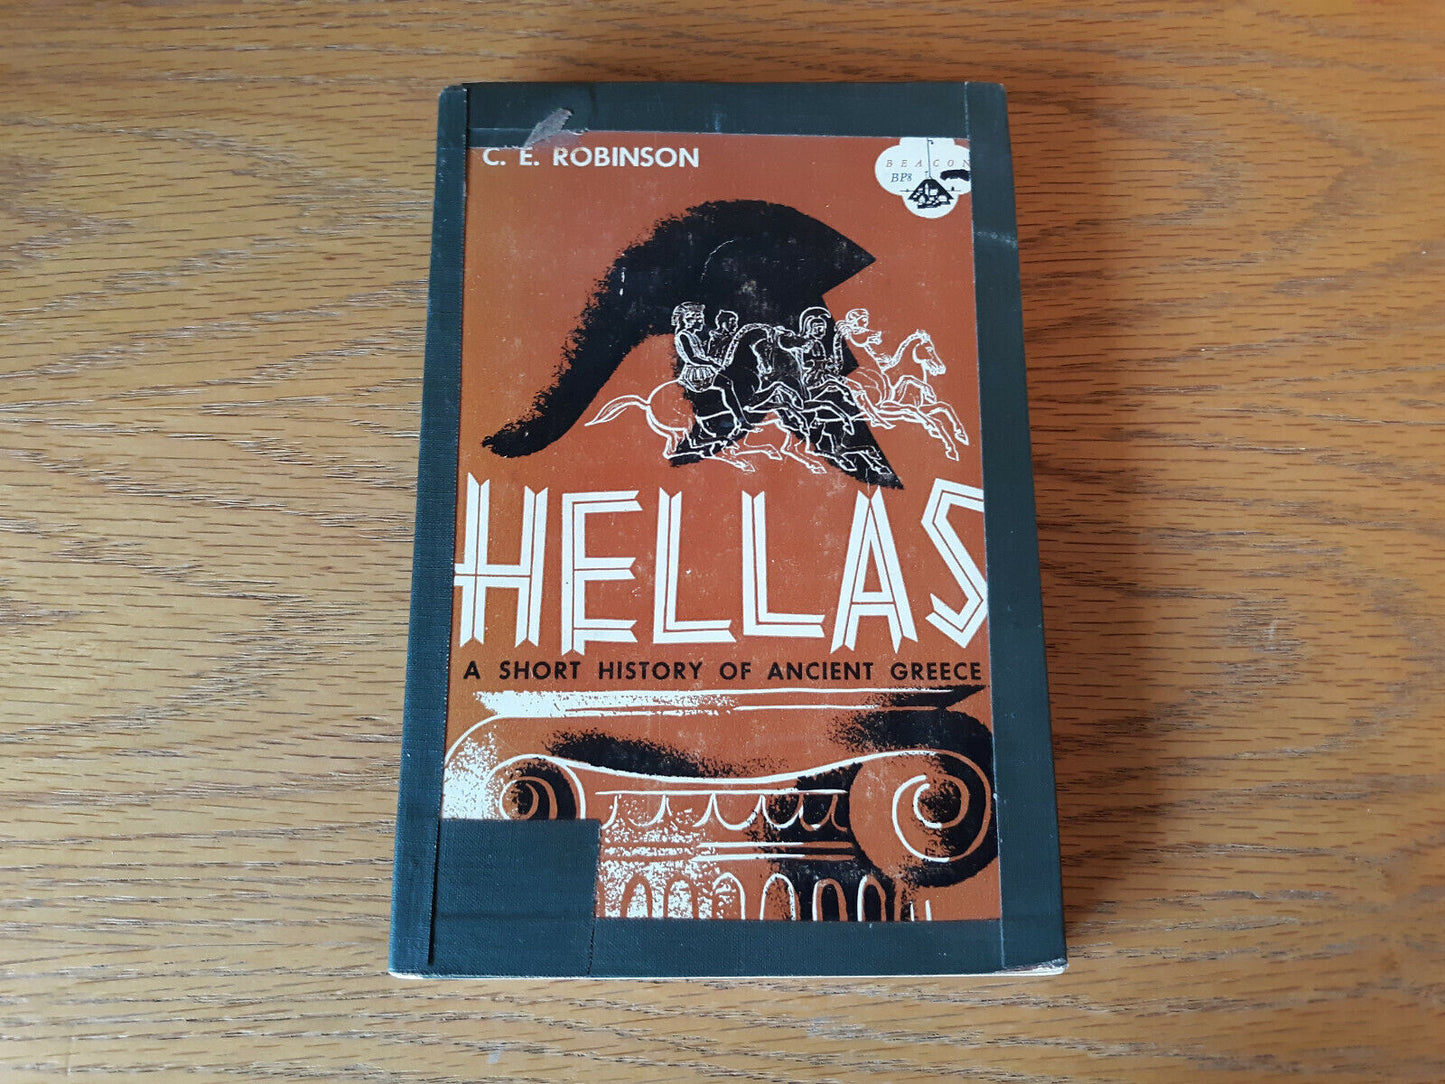 C. E. ROBINSON
BEACON
BP8
HELLAS
A SHORT HISTORY OF ANCIENT GREECE